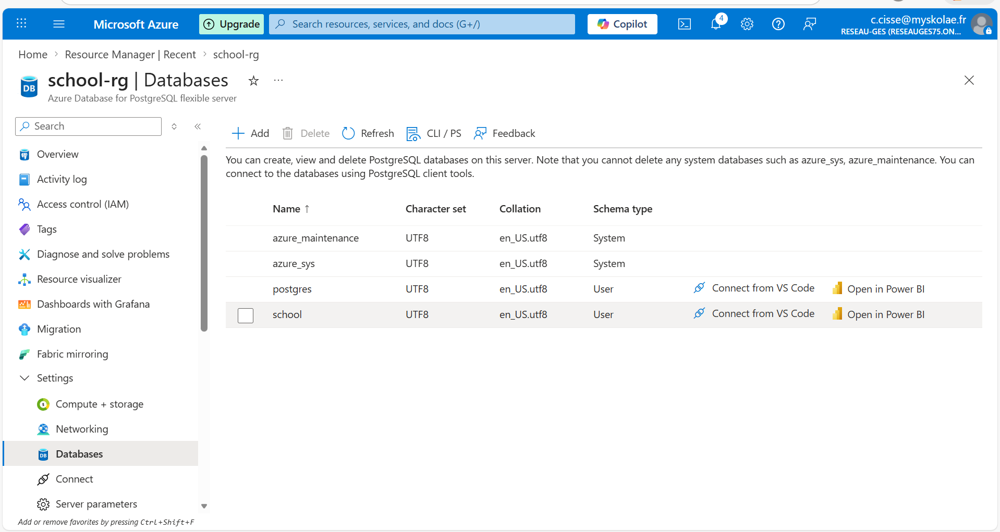 Microsoft Azure
Upgrade
Search resources, services, and docs (G+/)
Copilot
4
c.cisse@myskolae.fr
RESEAU-GES (RESEAUGES75.ON...
Home > Resource Manager | Recent > school-rg
DB
school-rg | Databases
Azure Database for PostgreSQL flexible server
Search
Overview
Activity log
Access control (IAM)
Tags
Diagnose and solve problems
Resource visualizer
Dashboards with Grafana
Migration
Fabric mirroring
Settings
Compute + storage
Networking
DB Databases
Connect
Server parameters
Add or remove favorites by pressing Ctrl+Shift+F
Add Delete Refresh CLI / PS Feedback
You can create, view and delete PostgreSQL databases on this server. Note that you cannot delete any system databases such as azure_sys, azure_maintenance. You can
connect to the databases using PostgreSQL client tools.
Name ↑ Character set Collation Schema type
azure_maintenance UTF8 en_US.utf8 System
azure_sys UTF8 en_US.utf8 System
postgres UTF8 en_US.utf8 User Connect from VS Code Open in Power BI
school UTF8 en_US.utf8 User Connect from VS Code Open in Power BI